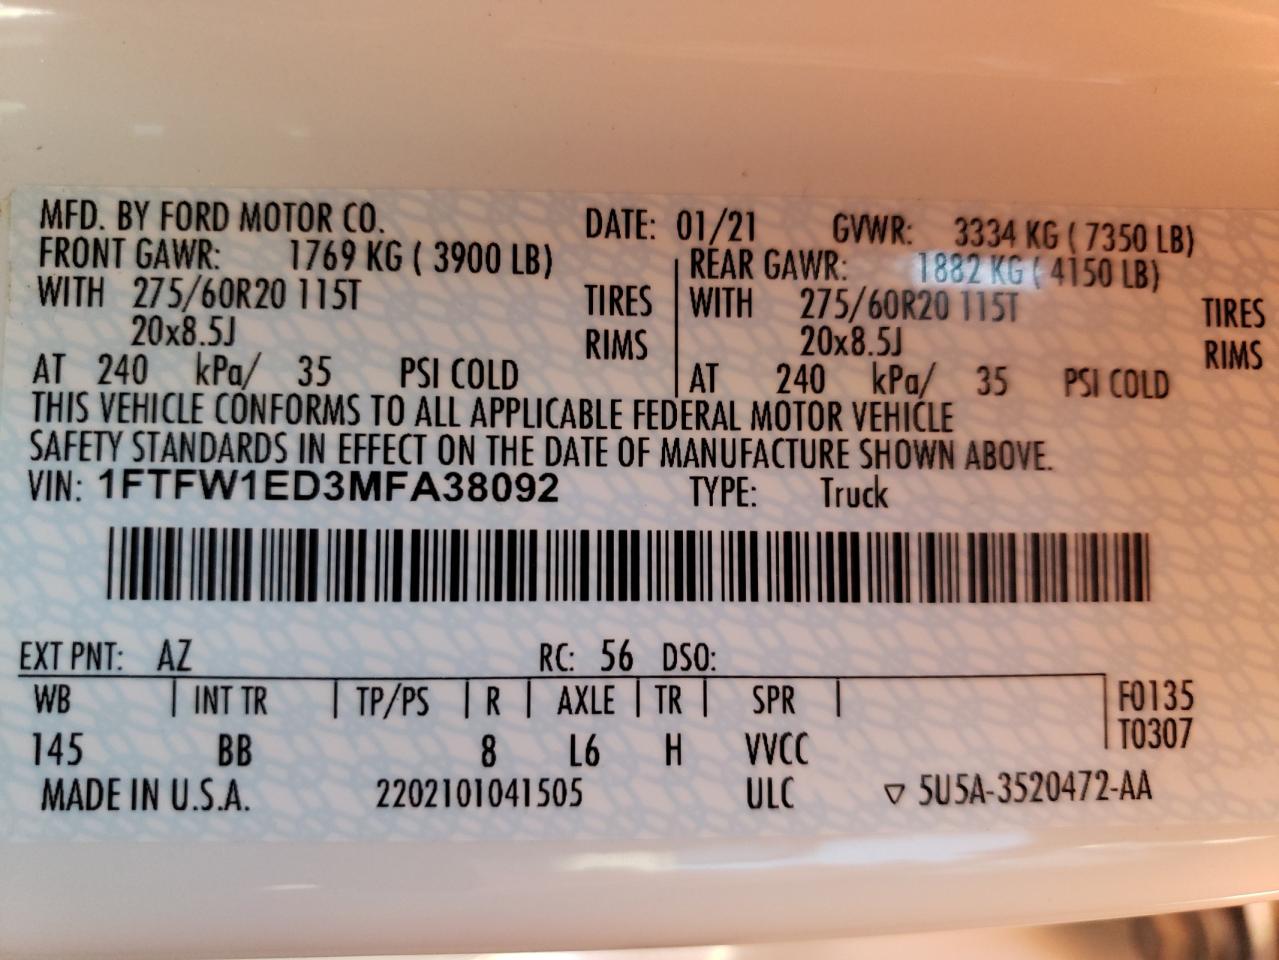 MFD. BY FORD MOTOR CO. DATE: 01/21 GVWR: 3334 KG ( 7350 LB)
FRONT GAWR: 1769 KG ( 3900 LB) REAR GAWR: 1882 KG ( 4150 LB)
WITH 275/60R20 115T TIRES WITH 275/60R20 115T TIRES
20x8.5J RIMS 20x8.5J RIMS
AT 240 kPa/ 35 PSI COLD AT 240 kPa/ 35 PSI COLD
THIS VEHICLE CONFORMS TO ALL APPLICABLE FEDERAL MOTOR VEHICLE
SAFETY STANDARDS IN EFFECT ON THE DATE OF MANUFACTURE SHOWN ABOVE.
VIN: 1FTFW1ED3MFA38092 TYPE: Truck
EXT PNT: AZ RC: 56 DSO:
WB INT TR TP/PS R AXLE TR SPR F0135
T0307
145 BB 8 L6 H VVCC
MADE IN U.S.A. 2202101041505 ULC ▽ 5U5A-3520472-AA